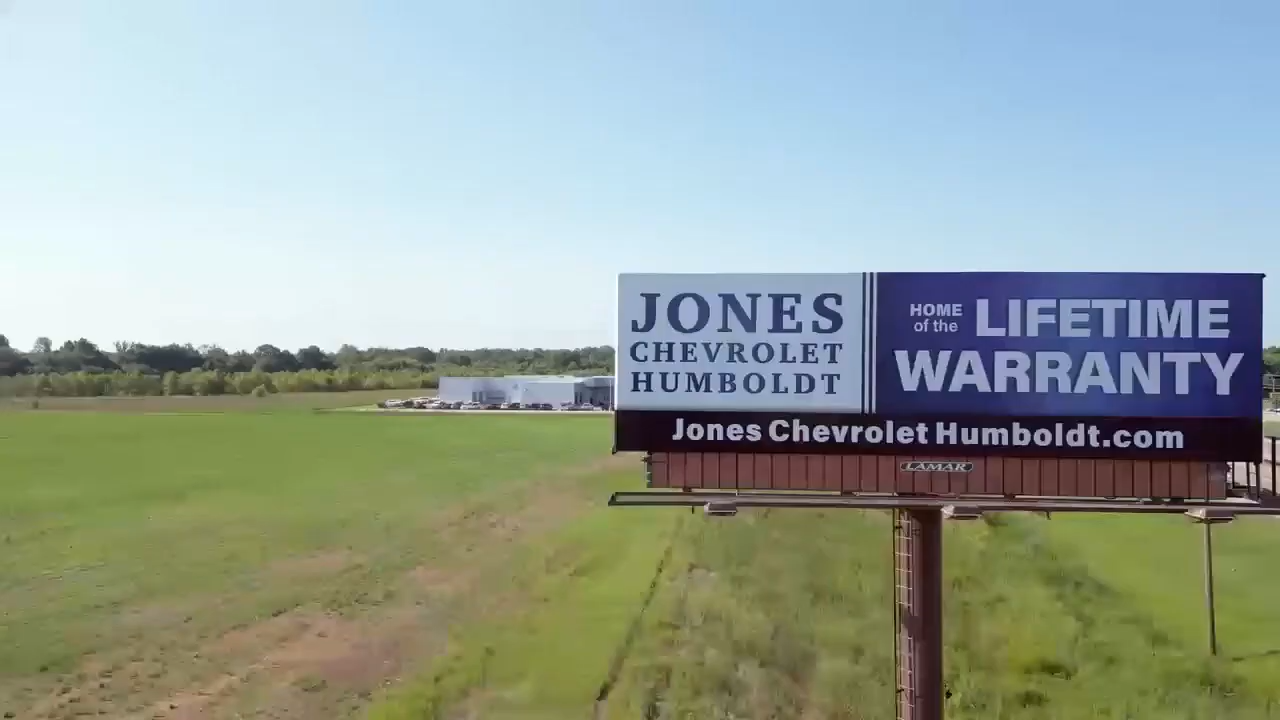 JONES
CHEVROLET
HUMBOLDT
HOME
of the
LIFETIME
WARRANTY
Jones Chevrolet Humboldt.com
LAMAR